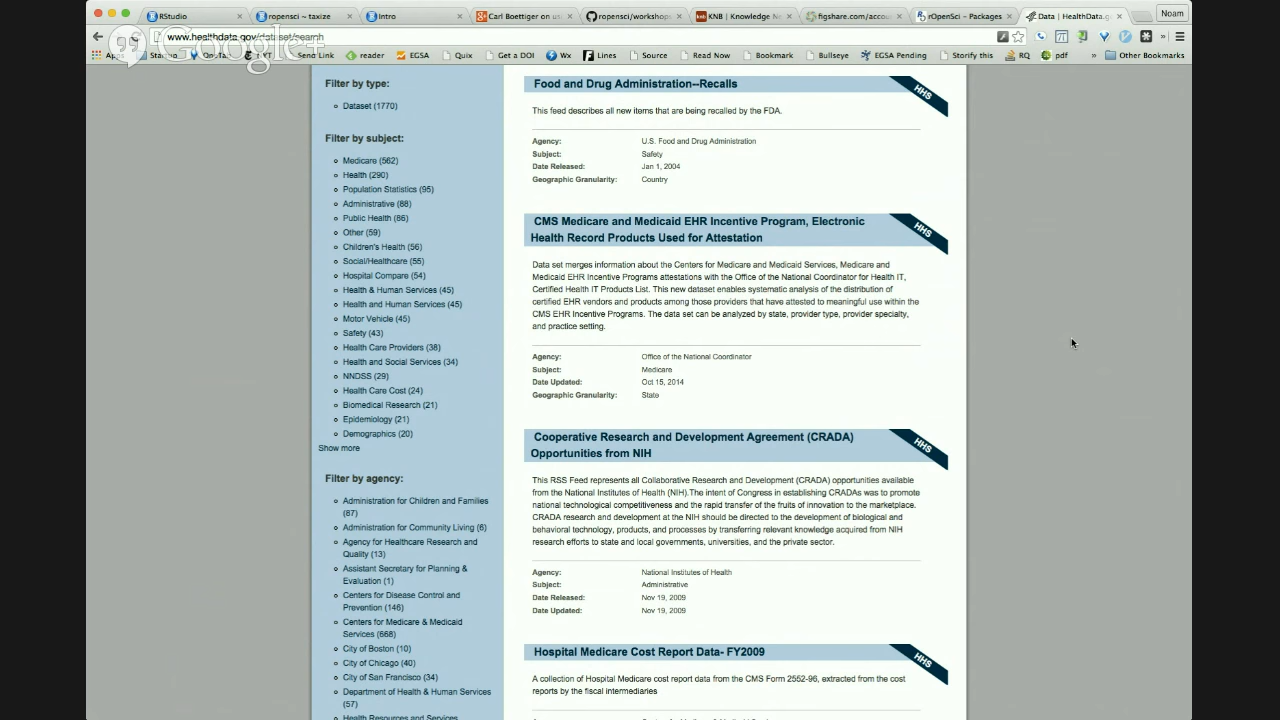 RStudio
ropensci ~ taxize
Intro
Carl Boettiger on us
ropensci/workshops
KNB | Knowledge Ne
figshare.com/accou
rOpenSci - Packages
Data | HealthData.go
Noam
www.healthdata.gov/dataset/search
Google+
Apps
Send Link
reader
EGSA
Quix
Get a DOI
Wx
Lines
Source
Read Now
Bookmark
Bullseye
EGSA Pending
Storify this
RQ
pdf
»
Other Bookmarks
Filter by type:
Dataset (1770)
Filter by subject:
Medicare (562)
Health (290)
Population Statistics (95)
Administrative (88)
Public Health (86)
Other (59)
Children's Health (56)
Social/Healthcare (55)
Hospital Compare (54)
Health & Human Services (45)
Health and Human Services (45)
Motor Vehicle (45)
Safety (43)
Health Care Providers (38)
Health and Social Services (34)
NNDSS (29)
Health Care Cost (24)
Biomedical Research (21)
Epidemiology (21)
Demographics (20)
Show more
Filter by agency:
Administration for Children and Families
(87)
Administration for Community Living (6)
Agency for Healthcare Research and
Quality (13)
Assistant Secretary for Planning &
Evaluation (1)
Centers for Disease Control and
Prevention (146)
Centers for Medicare & Medicaid
Services (668)
City of Boston (10)
City of Chicago (40)
City of San Francisco (34)
Department of Health & Human Services
(57)
Health Resources and Services
Food and Drug Administration--Recalls
HHS
This feed describes all new items that are being recalled by the FDA.
Agency: U.S. Food and Drug Administration
Subject: Safety
Date Released: Jan 1, 2004
Geographic Granularity: Country
CMS Medicare and Medicaid EHR Incentive Program, Electronic
Health Record Products Used for Attestation
HHS
Data set merges information about the Centers for Medicare and Medicaid Services, Medicare and
Medicaid EHR Incentive Programs attestations with the Office of the National Coordinator for Health IT,
Certified Health IT Products List. This new dataset enables systematic analysis of the distribution of
certified EHR vendors and products among those providers that have attested to meaningful use within the
CMS EHR Incentive Programs. The data set can be analyzed by state, provider type, provider specialty,
and practice setting.
Agency: Office of the National Coordinator
Subject: Medicare
Date Updated: Oct 15, 2014
Geographic Granularity: State
Cooperative Research and Development Agreement (CRADA)
Opportunities from NIH
HHS
This RSS Feed represents all Collaborative Research and Development (CRADA) opportunities available
from the National Institutes of Health (NIH).The intent of Congress in establishing CRADAs was to promote
national technological competitiveness and the rapid transfer of the fruits of innovation to the marketplace.
CRADA research and development at the NIH should be directed to the development of biological and
behavioral technology, products, and processes by transferring relevant knowledge acquired from NIH
research efforts to state and local governments, universities, and the private sector.
Agency: National Institutes of Health
Subject: Administrative
Date Released: Nov 19, 2009
Date Updated: Nov 19, 2009
Hospital Medicare Cost Report Data- FY2009
HHS
A collection of Hospital Medicare cost report data from the CMS Form 2552-96, extracted from the cost
reports by the fiscal intermediaries